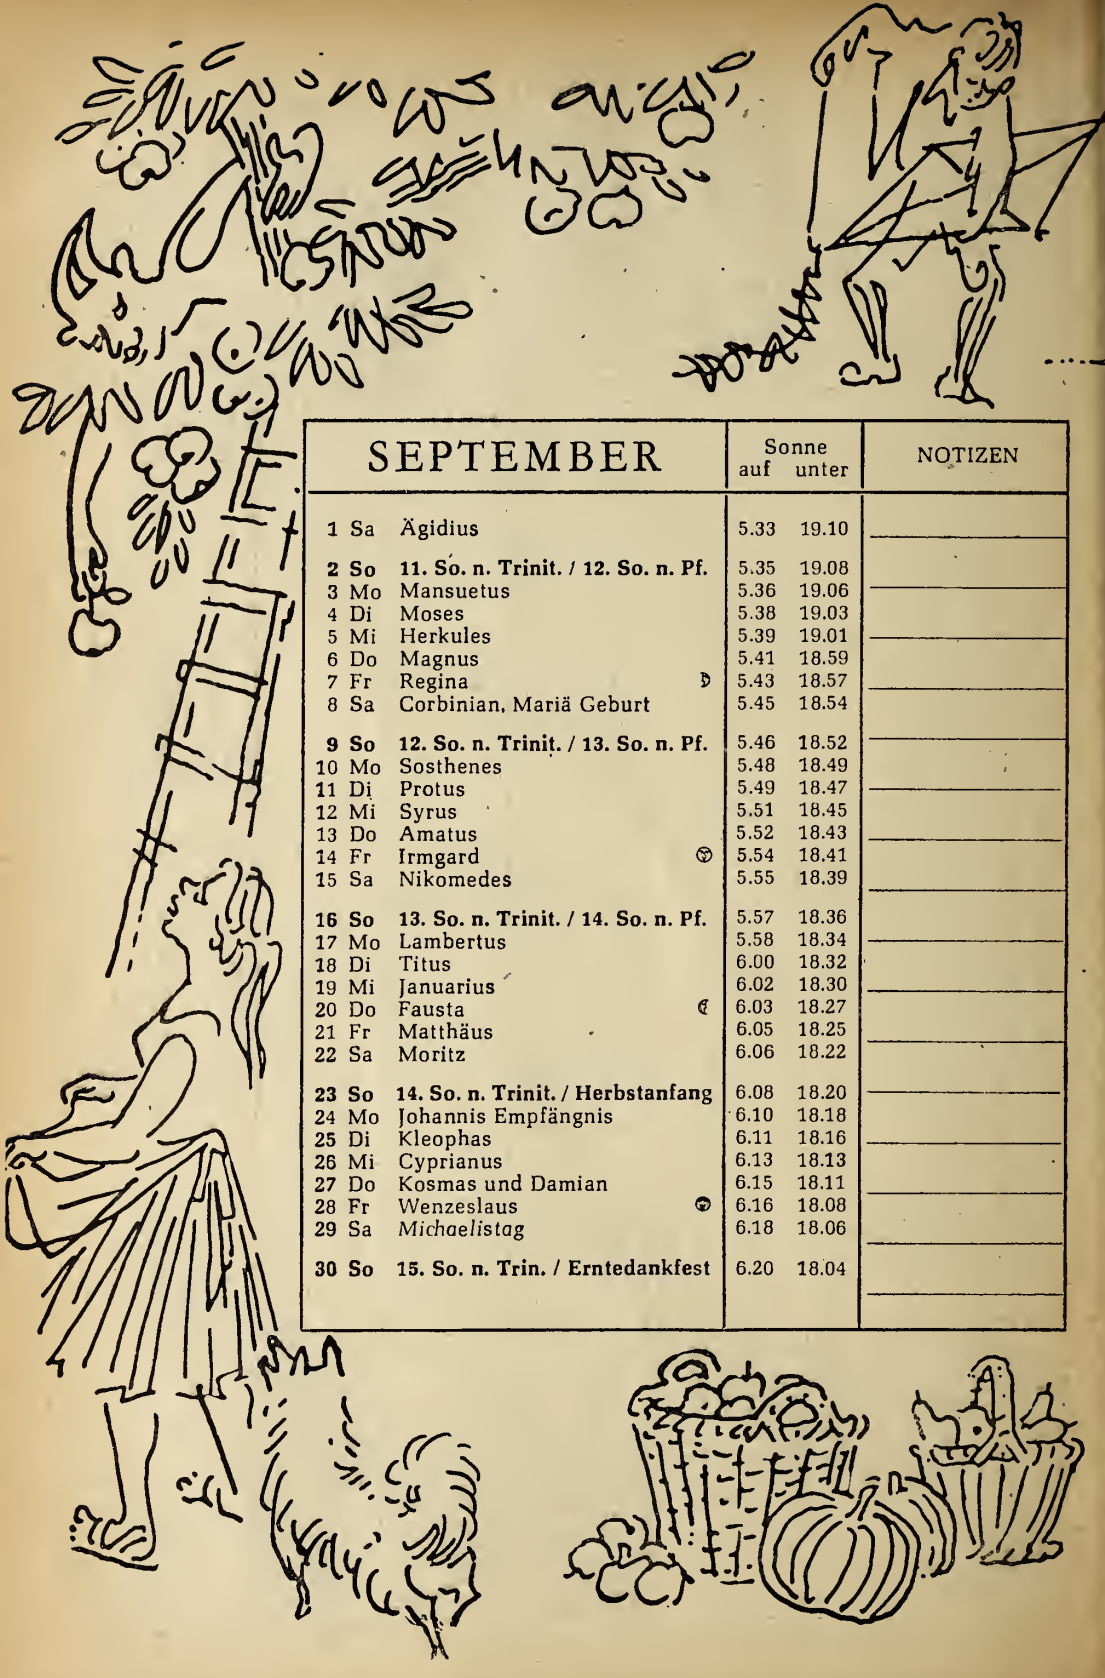 SEPTEMBER
Sonne
auf unter
NOTIZEN
1 Sa Ägidius 5.33 19.10
2 So 11. So. n. Trinit. / 12. So. n. Pf. 5.35 19.08
3 Mo Mansuetus 5.36 19.06
4 Di Moses 5.38 19.03
5 Mi Herkules 5.39 19.01
6 Do Magnus 5.41 18.59
7 Fr Regina 5.43 18.57
8 Sa Corbinian, Mariä Geburt 5.45 18.54
9 So 12. So. n. Trinit. / 13. So. n. Pf. 5.46 18.52
10 Mo Sosthenes 5.48 18.49
11 Di Protus 5.49 18.47
12 Mi Syrus 5.51 18.45
13 Do Amatus 5.52 18.43
14 Fr Irmgard 5.54 18.41
15 Sa Nikomedes 5.55 18.39
16 So 13. So. n. Trinit. / 14. So. n. Pf. 5.57 18.36
17 Mo Lambertus 5.58 18.34
18 Di Titus 6.00 18.32
19 Mi Januarius 6.02 18.30
20 Do Fausta 6.03 18.27
21 Fr Matthäus 6.05 18.25
22 Sa Moritz 6.06 18.22
23 So 14. So. n. Trinit. / Herbstanfang 6.08 18.20
24 Mo Johannis Empfängnis 6.10 18.18
25 Di Kleophas 6.11 18.16
26 Mi Cyprianus 6.13 18.13
27 Do Kosmas und Damian 6.15 18.11
28 Fr Wenzeslaus 6.16 18.08
29 Sa Michaelistag 6.18 18.06
30 So 15. So. n. Trin. / Erntedankfest 6.20 18.04